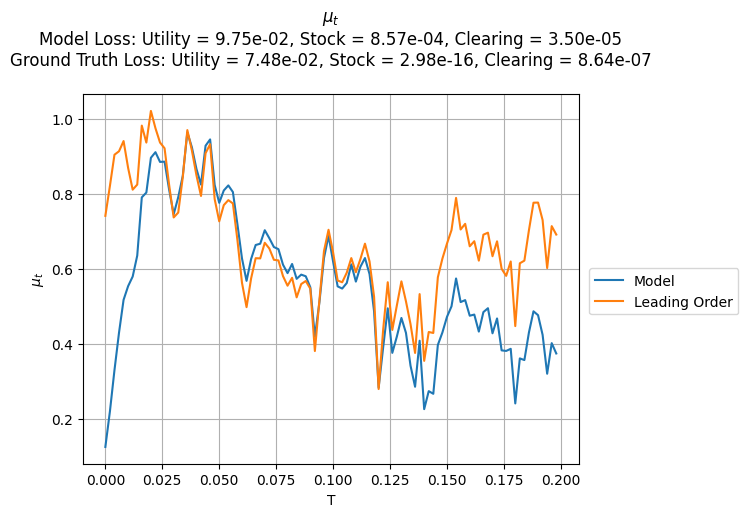 μt
Model Loss: Utility = 9.75e-02, Stock = 8.57e-04, Clearing = 3.50e-05
Ground Truth Loss: Utility = 7.48e-02, Stock = 2.98e-16, Clearing = 8.64e-07
1.0
0.8
0.6
0.4
0.2
μt
0.000 0.025 0.050 0.075 0.100 0.125 0.150 0.175 0.200
T
Model
Leading Order